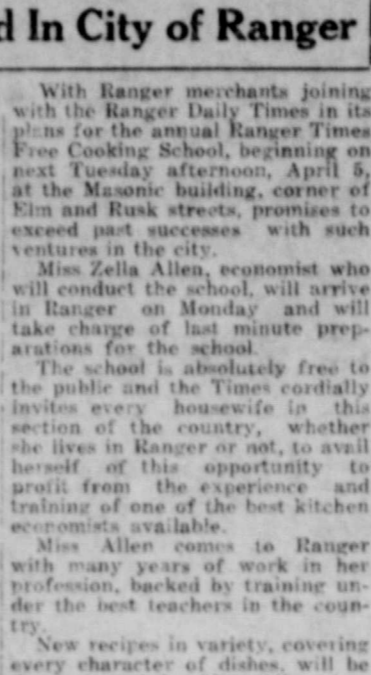 d In City of Ranger
With Ranger merchants joining
with the Ranger Daily Times in its
plans for the annual Ranger Times
Free Cooking School, beginning on
next Tuesday afternoon, April 5,
at the Masonic building, corner of
Elm and Rusk streets, promises to
exceed past successes with such
ventures in the city.
Miss Zella Allen, economist who
will conduct the school, will arrive
in Ranger on Monday and will
take charge of last minute prep-
arations for the school.
The school is absolutely free to
the public and the Times cordially
invites every housewife in this
section of the country, whether
she lives in Ranger or not, to avail
herself of this opportunity to
profit from the experience and
training of one of the best kitchen
economists available.
Miss Allen comes to Ranger
with many years of work in her
profession, backed by training un-
der the best teachers in the coun-
try.
New recipes in variety, covering
every character of dishes, will be